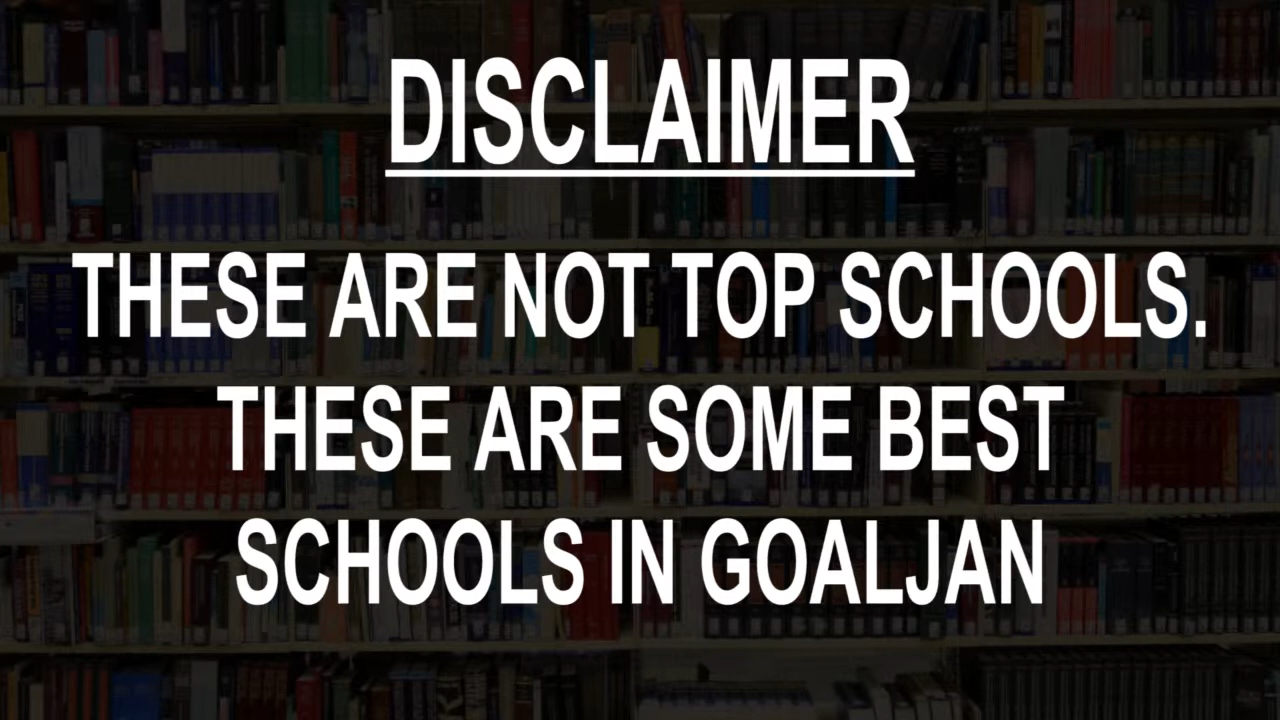 DISCLAIMER
THESE ARE NOT TOP SCHOOLS.
THESE ARE SOME BEST
SCHOOLS IN GOALJAN